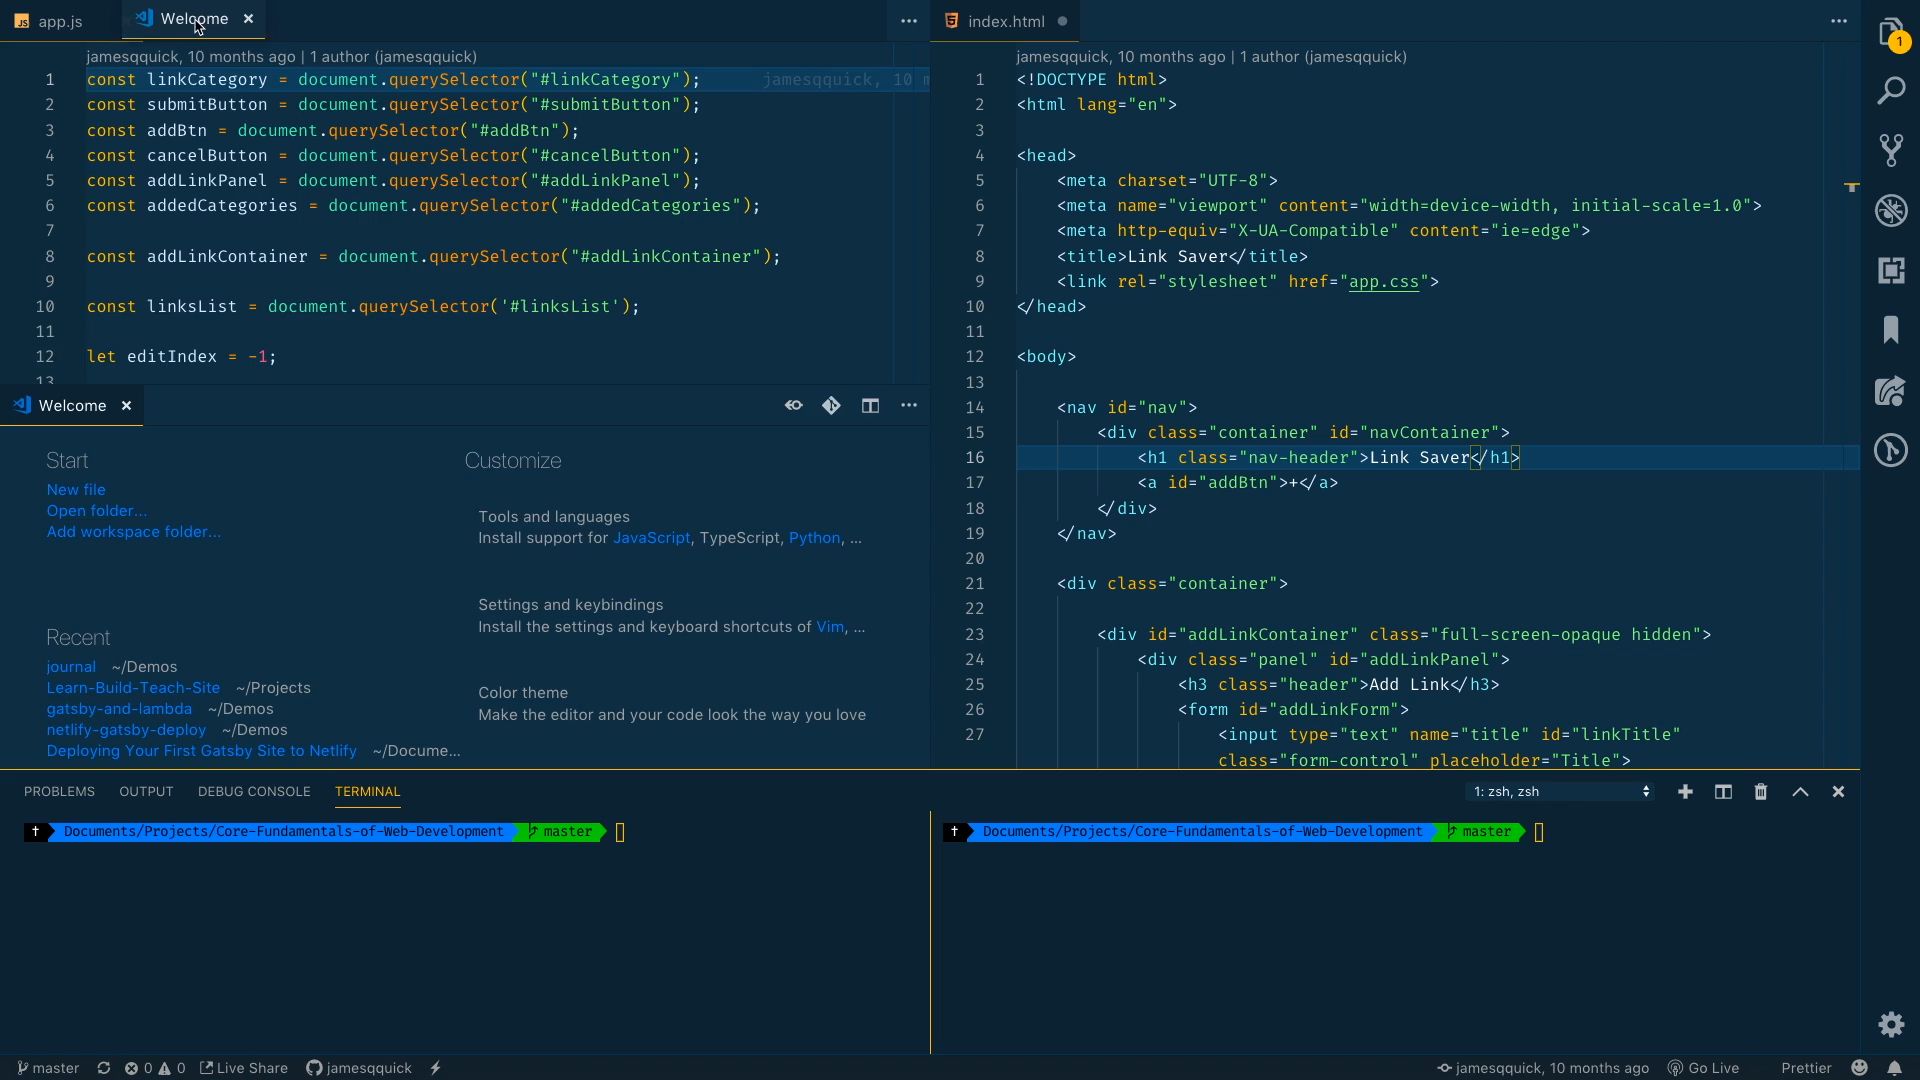 app.js
Welcome
jamesqquick, 10 months ago | 1 author (jamesqquick)
1 const linkCategory = document.querySelector("#linkCategory"); jamesqquick, 10 m
2 const submitButton = document.querySelector("#submitButton");
3 const addBtn = document.querySelector("#addBtn");
4 const cancelButton = document.querySelector("#cancelButton");
5 const addLinkPanel = document.querySelector("#addLinkPanel");
6 const addedCategories = document.querySelector("#addedCategories");
7
8 const addLinkContainer = document.querySelector("#addLinkContainer");
9
10 const linksList = document.querySelector('#linksList');
11
12 let editIndex = -1;
13
Welcome
Start
New file
Open folder...
Add workspace folder...
Recent
journal ~/Demos
Learn-Build-Teach-Site ~/Projects
gatsby-and-lambda ~/Demos
netlify-gatsby-deploy ~/Demos
Deploying Your First Gatsby Site to Netlify ~/Docume...
Customize
Tools and languages
Install support for JavaScript, TypeScript, Python, ...
Settings and keybindings
Install the settings and keyboard shortcuts of Vim, ...
Color theme
Make the editor and your code look the way you love
index.html
jamesqquick, 10 months ago | 1 author (jamesqquick)
1 <!DOCTYPE html>
2 <html lang="en">
3
4 <head>
5 <meta charset="UTF-8">
6 <meta name="viewport" content="width=device-width, initial-scale=1.0">
7 <meta http-equiv="X-UA-Compatible" content="ie=edge">
8 <title>Link Saver</title>
9 <link rel="stylesheet" href="app.css">
10 </head>
11
12 <body>
13
14 <nav id="nav">
15 <div class="container" id="navContainer">
16 <h1 class="nav-header">Link Saver</h1>
17 <a id="addBtn">+</a>
18 </div>
19 </nav>
20
21 <div class="container">
22
23 <div id="addLinkContainer" class="full-screen-opaque hidden">
24 <div class="panel" id="addLinkPanel">
25 <h3 class="header">Add Link</h3>
26 <form id="addLinkForm">
27 <input type="text" name="title" id="linkTitle"
class="form-control" placeholder="Title">
1
PROBLEMS OUTPUT DEBUG CONSOLE TERMINAL
1: zsh, zsh
Documents/Projects/Core-Fundamentals-of-Web-Development master
Documents/Projects/Core-Fundamentals-of-Web-Development master
master 0 0 Live Share jamesqquick
jamesqquick, 10 months ago Go Live Prettier